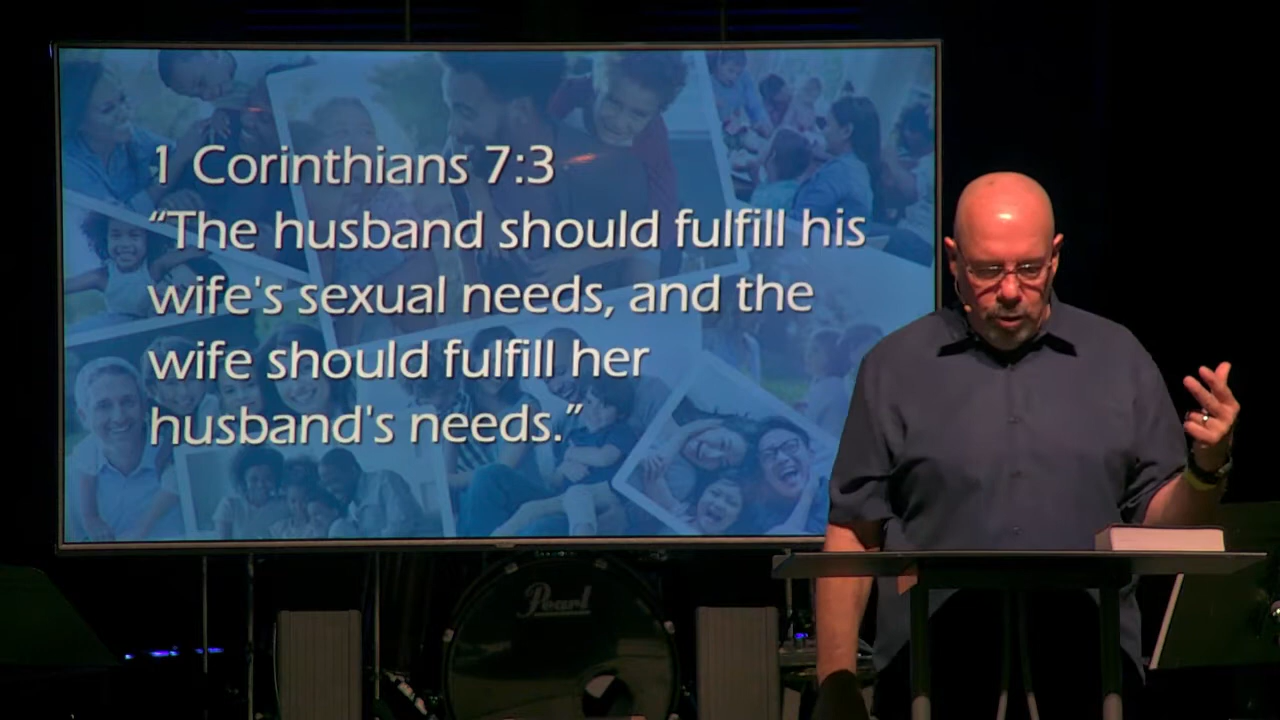 1 Corinthians 7:3
“The husband should fulfill his
wife's sexual needs, and the
wife should fulfill her
husband's needs.”
Pearl